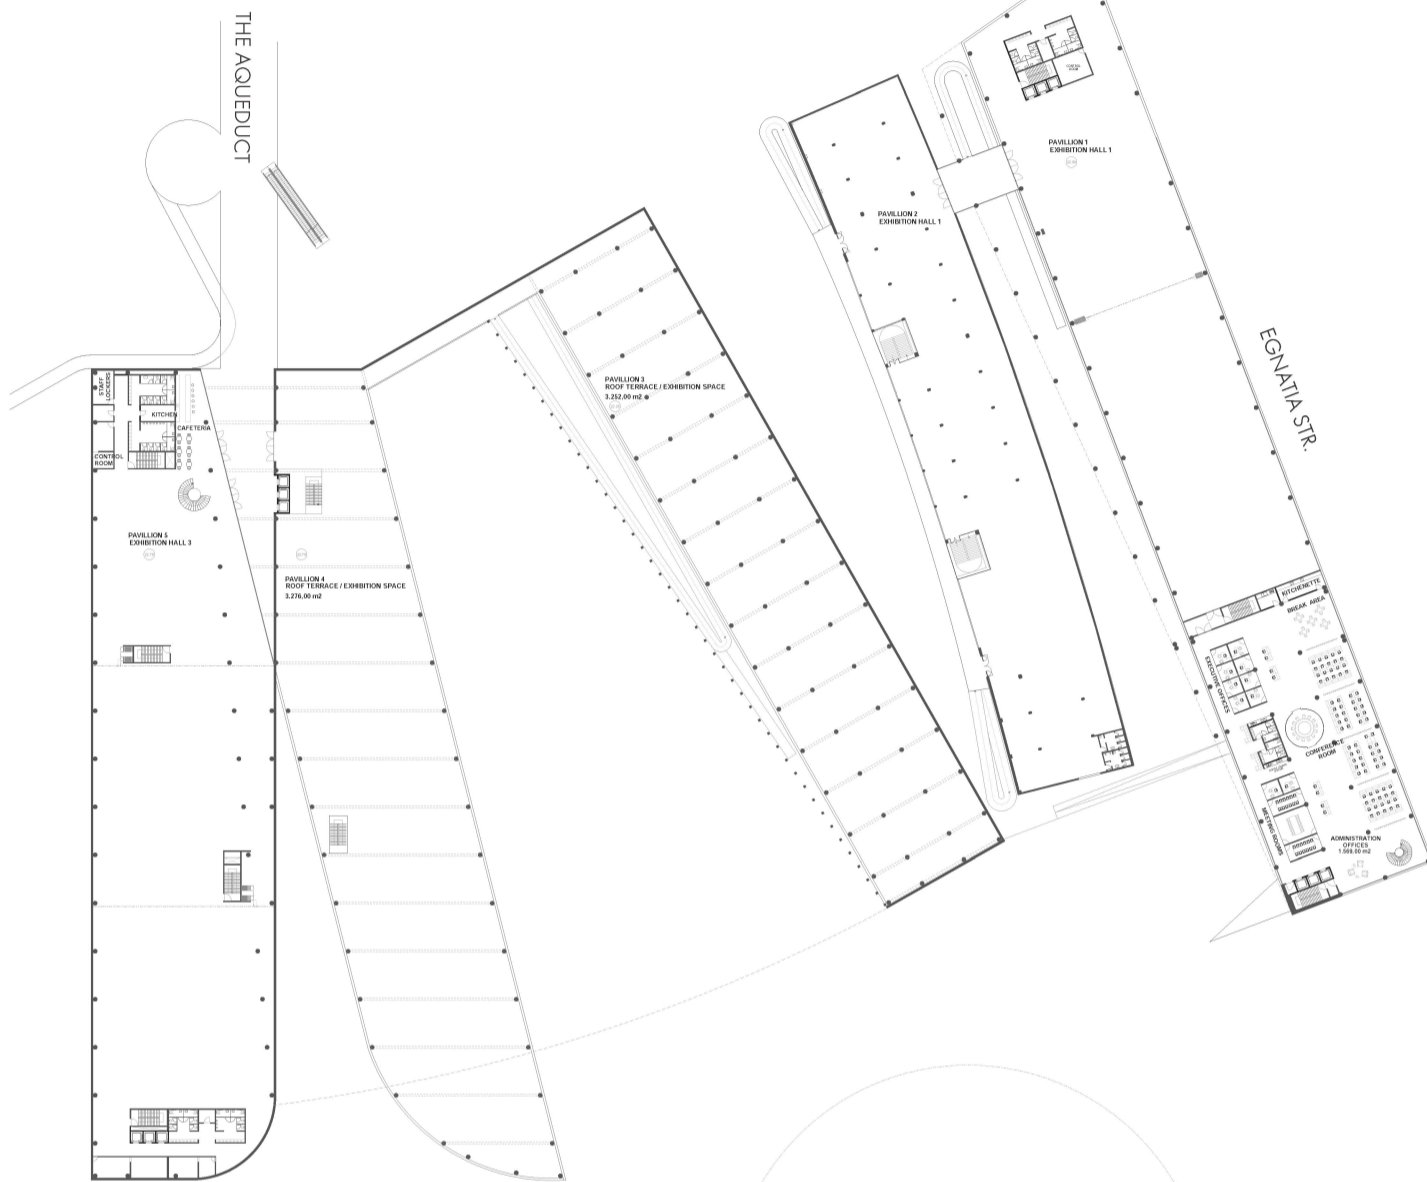 THE AQUEDUCT
CONTROL
ROOM
PAVILLION 1
EXHIBITION HALL 1
PAVILLION 2
EXHIBITION HALL 1
EGNATIA STR.
PAVILLION 3
ROOF TERRACE / EXHIBITION SPACE
3.252,00 m2
STAFF
LOCKERS
KITCHEN
CAFETERIA
CONTROL
ROOM
PAVILLION 5
EXHIBITION HALL 3
PAVILLION 4
ROOF TERRACE / EXHIBITION SPACE
3.276,00 m2
KITCHENETTE
BREAK AREA
EXECUTIVE OFFICES
CONFERENCE
ROOM
MEETING ROOMS
ADMINISTRATION
OFFICES
1.569,00 m2